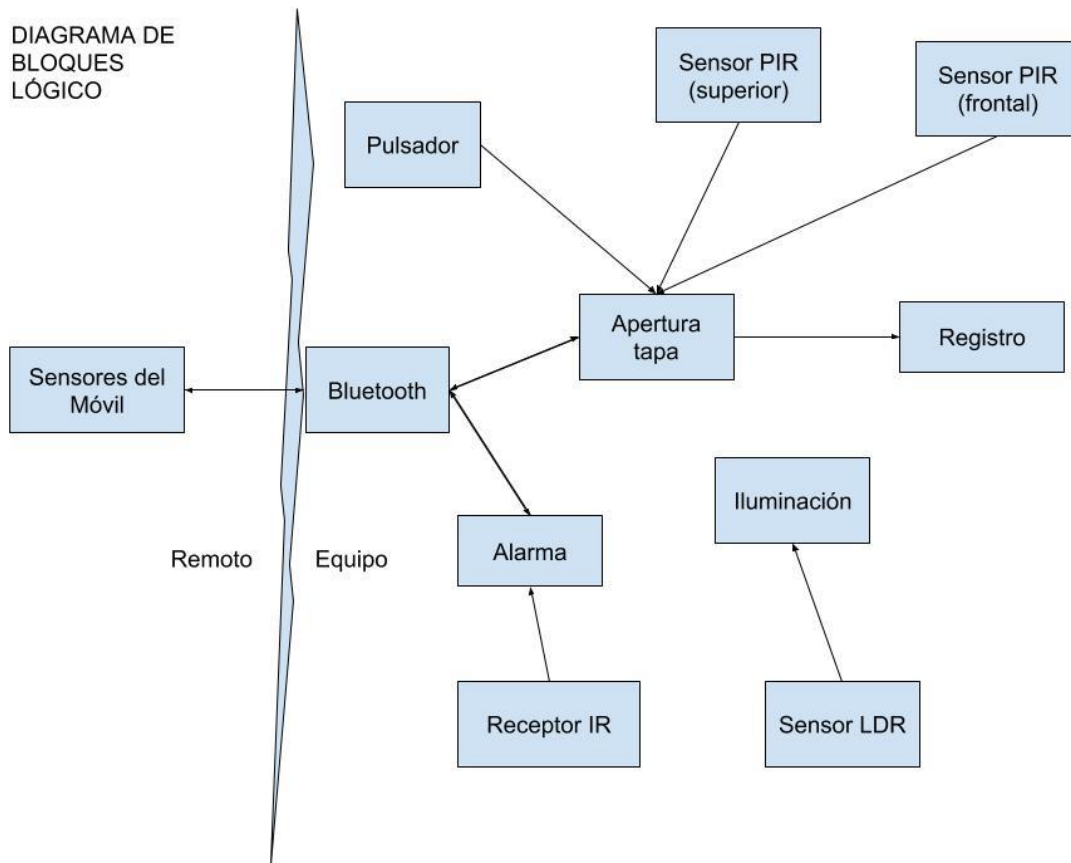 DIAGRAMA DE
BLOQUES
LÓGICO
Sensor PIR
(superior)
Sensor PIR
(frontal)
Pulsador
Apertura
tapa
Registro
Sensores del
Móvil
Bluetooth
Iluminación
Remoto
Equipo
Alarma
Receptor IR
Sensor LDR